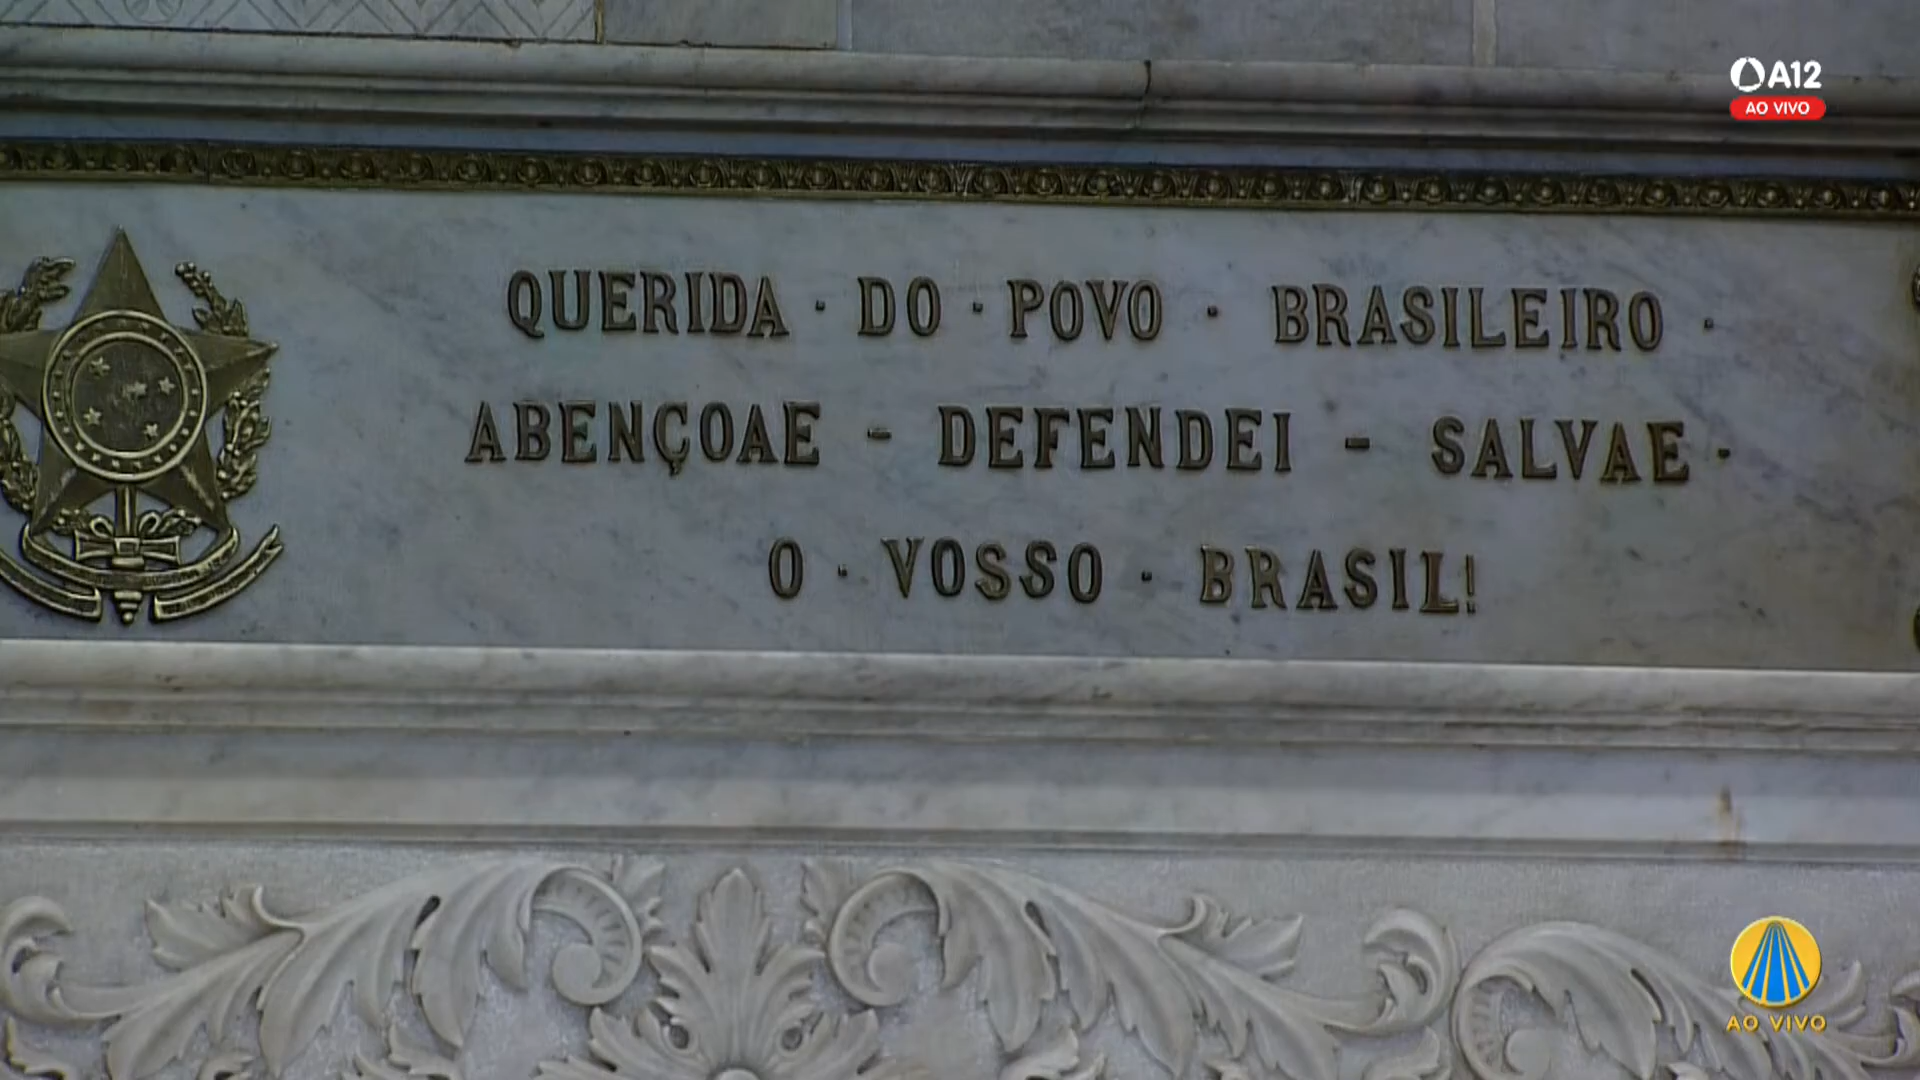 A12
AO VIVO
QUERIDA · DO · POVO · BRASILEIRO ·
ABENÇOAE - DEFENDEI - SALVAE -
O · VOSSO · BRASIL!
AO VIVO